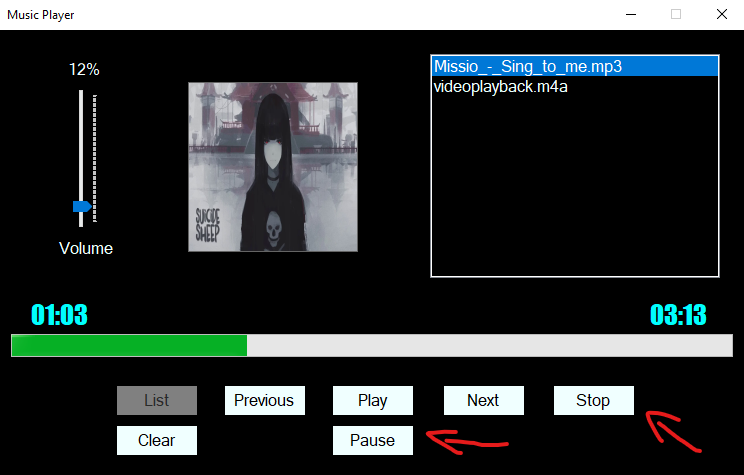 Music Player
12%
Volume
SUICIDE
SHEEP
Missio_-_Sing_to_me.mp3
videoplayback.m4a
01:03
03:13
List
Previous
Play
Next
Stop
Clear
Pause